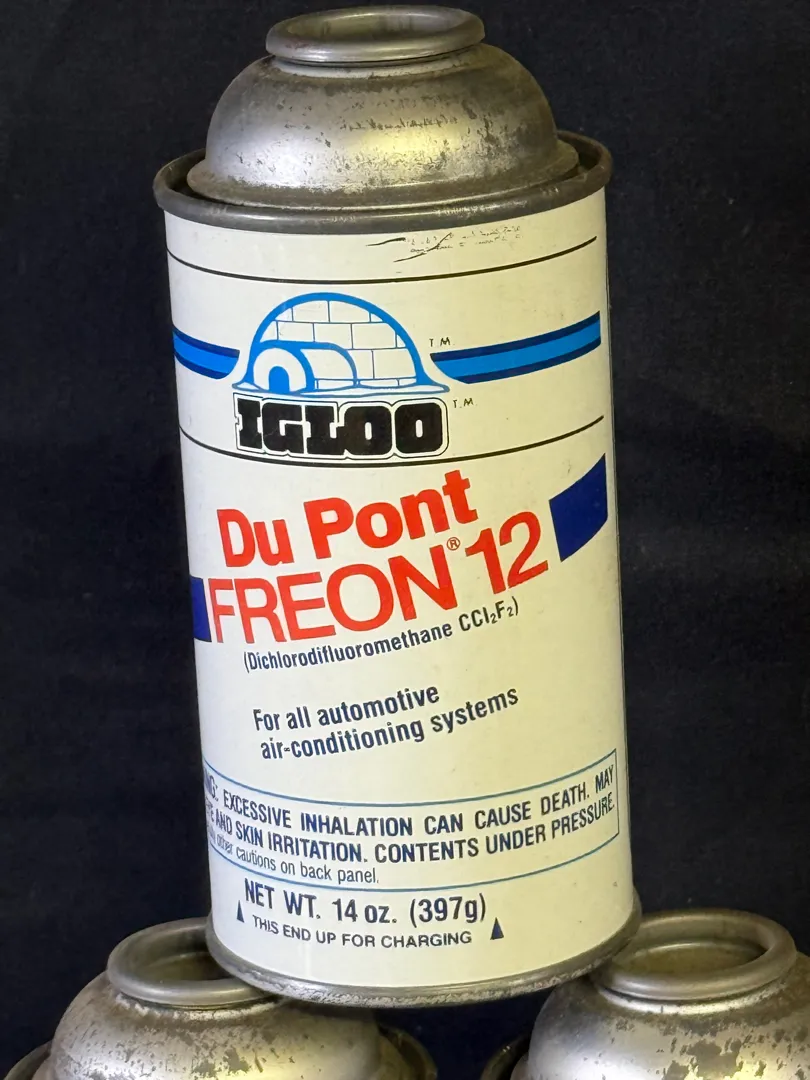 T.M.
IGLOO T.M.
Du Pont
FREON® 12
(Dichlorodifluoromethane CCl₂F₂)
For all automotive
air-conditioning systems
EXCESSIVE INHALATION CAN CAUSE DEATH. MAY
AND SKIN IRRITATION. CONTENTS UNDER PRESSURE.
other cautions on back panel.
NET WT. 14 oz. (397g)
THIS END UP FOR CHARGING